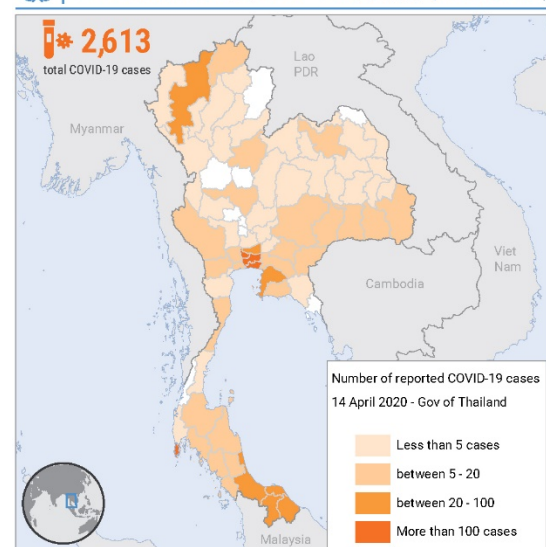 2,613
total COVID-19 cases
Lao
PDR
Myanmar
Viet
Nam
Cambodia
Number of reported COVID-19 cases
14 April 2020 - Gov of Thailand
Less than 5 cases
between 5 - 20
between 20 - 100
More than 100 cases
Malaysia